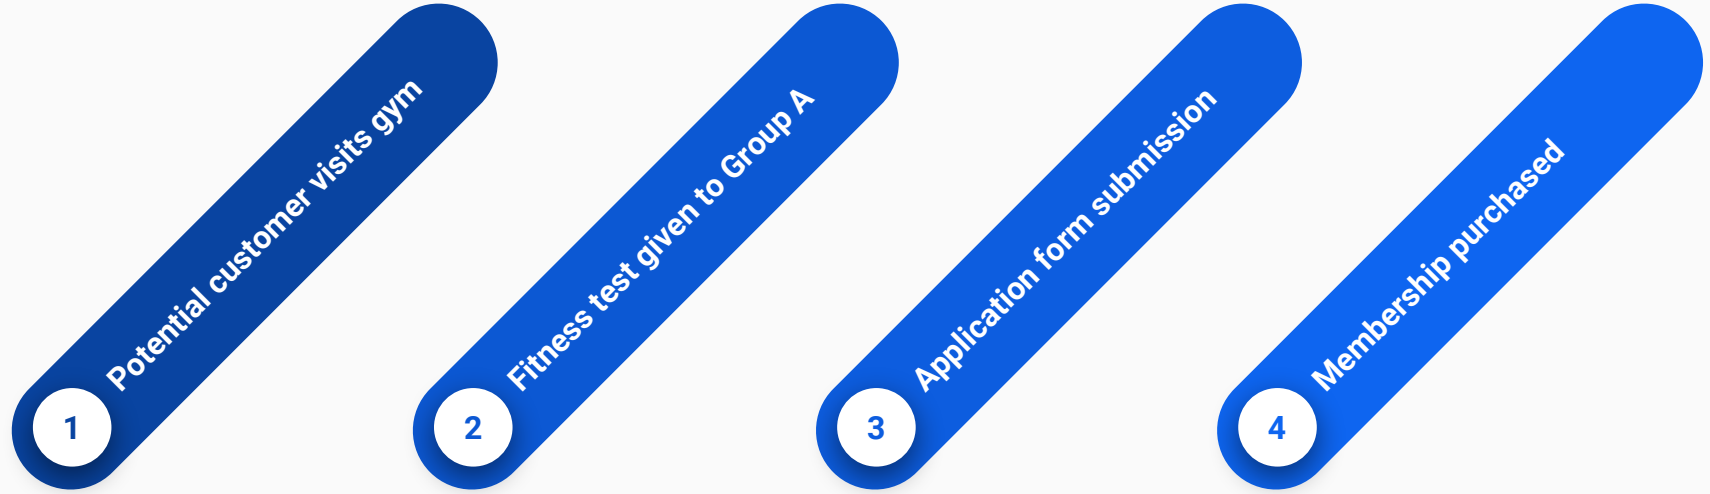 1
Potential customer visits gym
2
Fitness test given to Group A
3
Application form submission
4
Membership purchased